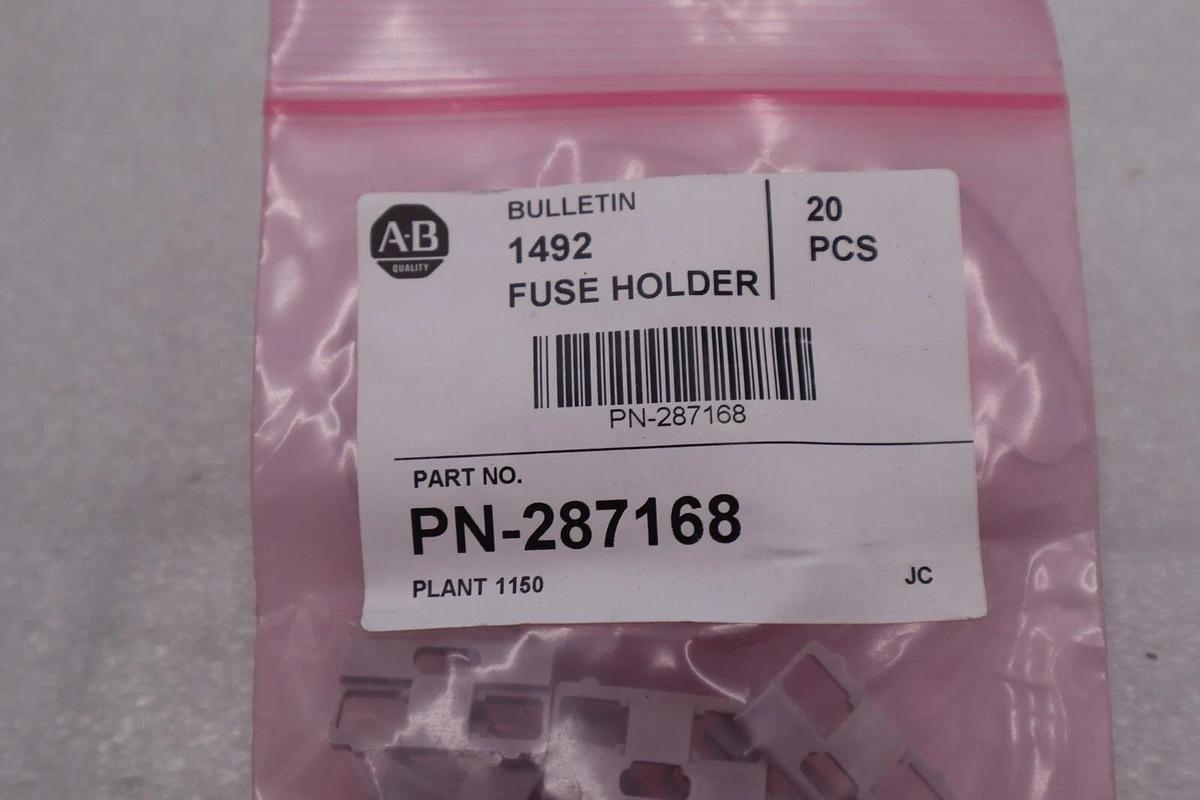 A·B
QUALITY
BULLETIN
1492
FUSE HOLDER
20
PCS
PN-287168
PART NO.
PN-287168
PLANT 1150
JC